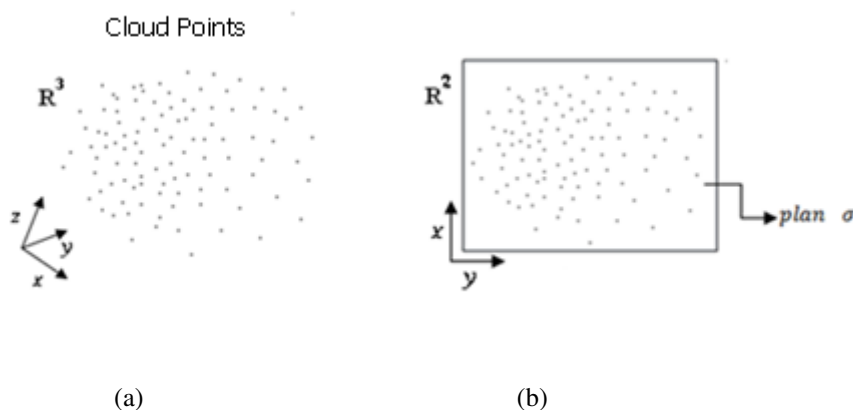 Cloud Points
R³
z
y
x
(a)
R²
x
y
plan σ
(b)